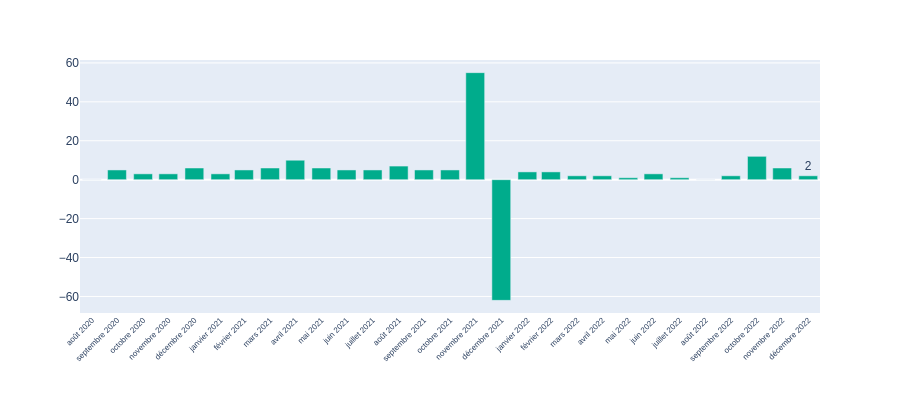 60
40
20
0
−20
−40
−60
2
août 2020
septembre 2020
octobre 2020
novembre 2020
décembre 2020
janvier 2021
février 2021
mars 2021
avril 2021
mai 2021
juin 2021
juillet 2021
août 2021
septembre 2021
octobre 2021
novembre 2021
décembre 2021
janvier 2022
février 2022
mars 2022
avril 2022
mai 2022
juin 2022
juillet 2022
août 2022
septembre 2022
octobre 2022
novembre 2022
décembre 2022